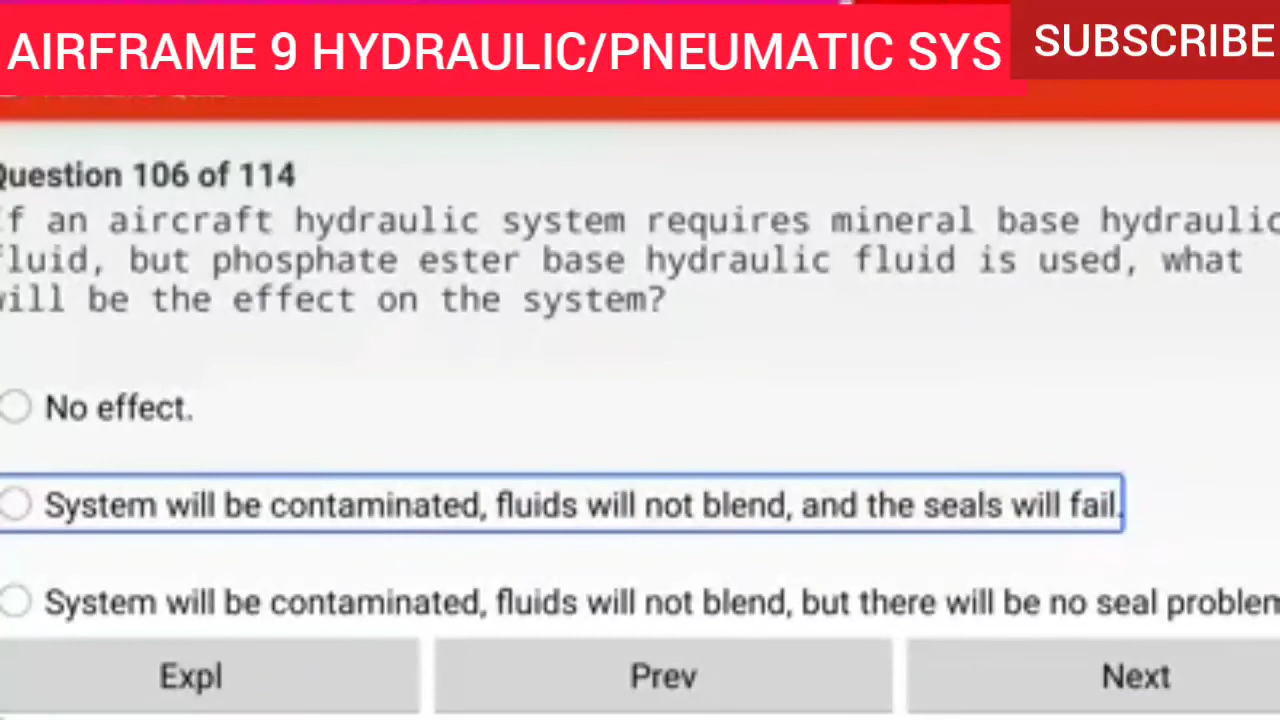 AIRFRAME 9 HYDRAULIC/PNEUMATIC SYS
SUBSCRIBE
Question 106 of 114
If an aircraft hydraulic system requires mineral base hydraulic
fluid, but phosphate ester base hydraulic fluid is used, what
will be the effect on the system?
No effect.
System will be contaminated, fluids will not blend, and the seals will fail.
System will be contaminated, fluids will not blend, but there will be no seal problem
Expl
Prev
Next